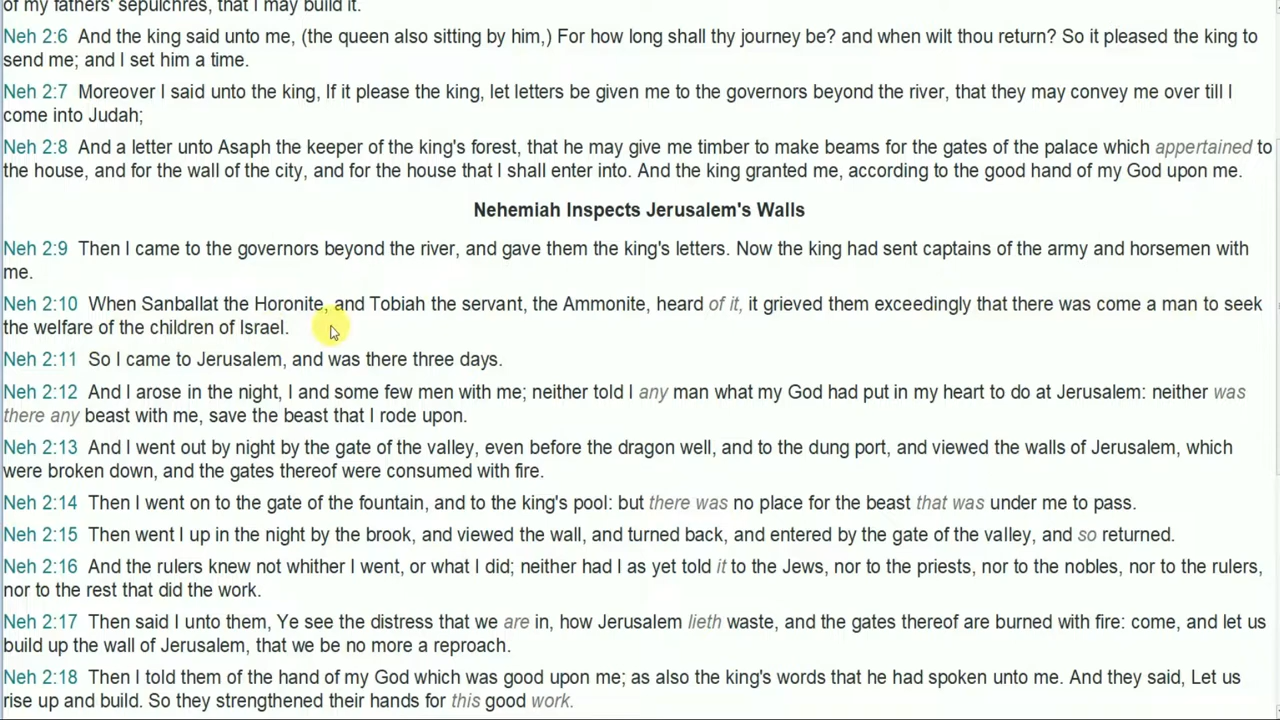 of my fathers' sepulchres, that I may build it.
Neh 2:6 And the king said unto me, (the queen also sitting by him,) For how long shall thy journey be? and when wilt thou return? So it pleased the king to
send me; and I set him a time.
Neh 2:7 Moreover I said unto the king, If it please the king, let letters be given me to the governors beyond the river, that they may convey me over till I
come into Judah;
Neh 2:8 And a letter unto Asaph the keeper of the king's forest, that he may give me timber to make beams for the gates of the palace which appertained to
the house, and for the wall of the city, and for the house that I shall enter into. And the king granted me, according to the good hand of my God upon me.
Nehemiah Inspects Jerusalem's Walls
Neh 2:9 Then I came to the governors beyond the river, and gave them the king's letters. Now the king had sent captains of the army and horsemen with
me.
Neh 2:10 When Sanballat the Horonite, and Tobiah the servant, the Ammonite, heard of it, it grieved them exceedingly that there was come a man to seek
the welfare of the children of Israel.
Neh 2:11 So I came to Jerusalem, and was there three days.
Neh 2:12 And I arose in the night, I and some few men with me; neither told I any man what my God had put in my heart to do at Jerusalem: neither was
there any beast with me, save the beast that I rode upon.
Neh 2:13 And I went out by night by the gate of the valley, even before the dragon well, and to the dung port, and viewed the walls of Jerusalem, which
were broken down, and the gates thereof were consumed with fire.
Neh 2:14 Then I went on to the gate of the fountain, and to the king's pool: but there was no place for the beast that was under me to pass.
Neh 2:15 Then went I up in the night by the brook, and viewed the wall, and turned back, and entered by the gate of the valley, and so returned.
Neh 2:16 And the rulers knew not whither I went, or what I did; neither had I as yet told it to the Jews, nor to the priests, nor to the nobles, nor to the rulers,
nor to the rest that did the work.
Neh 2:17 Then said I unto them, Ye see the distress that we are in, how Jerusalem lieth waste, and the gates thereof are burned with fire: come, and let us
build up the wall of Jerusalem, that we be no more a reproach.
Neh 2:18 Then I told them of the hand of my God which was good upon me; as also the king's words that he had spoken unto me. And they said, Let us
rise up and build. So they strengthened their hands for this good work.